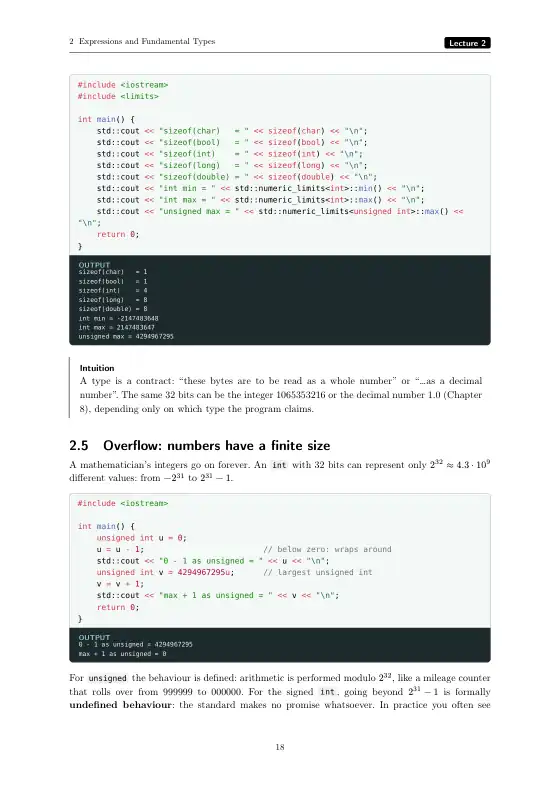 2 Expressions and Fundamental Types
Lecture 2
#include <iostream>
#include <limits>
int main() {
    std::cout << "sizeof(char)   = " << sizeof(char) << "\n";
    std::cout << "sizeof(bool)   = " << sizeof(bool) << "\n";
    std::cout << "sizeof(int)    = " << sizeof(int) << "\n";
    std::cout << "sizeof(long)   = " << sizeof(long) << "\n";
    std::cout << "sizeof(double) = " << sizeof(double) << "\n";
    std::cout << "int min = " << std::numeric_limits<int>::min() << "\n";
    std::cout << "int max = " << std::numeric_limits<int>::max() << "\n";
    std::cout << "unsigned max = " << std::numeric_limits<unsigned int>::max() <<
"\n";
    return 0;
}
OUTPUT
sizeof(char)   = 1
sizeof(bool)   = 1
sizeof(int)    = 4
sizeof(long)   = 8
sizeof(double) = 8
int min = -2147483648
int max = 2147483647
unsigned max = 4294967295
Intuition
A type is a contract: “these bytes are to be read as a whole number” or “…as a decimal
number”. The same 32 bits can be the integer 1065353216 or the decimal number 1.0 (Chapter
8), depending only on which type the program claims.
2.5 Overflow: numbers have a finite size
A mathematician's integers go on forever. An int with 32 bits can represent only 2³² ≈ 4.3 · 10⁹
different values: from −2³¹ to 2³¹ − 1.
#include <iostream>
int main() {
    unsigned int u = 0;
    u = u - 1;                         // below zero: wraps around
    std::cout << "0 - 1 as unsigned = " << u << "\n";
    unsigned int v = 4294967295u;      // largest unsigned int
    v = v + 1;
    std::cout << "max + 1 as unsigned = " << v << "\n";
    return 0;
}
OUTPUT
0 - 1 as unsigned = 4294967295
max + 1 as unsigned = 0
For unsigned the behaviour is defined: arithmetic is performed modulo 2³², like a mileage counter
that rolls over from 999999 to 000000. For the signed int, going beyond 2³¹ − 1 is formally
undefined behaviour: the standard makes no promise whatsoever. In practice you often see
18